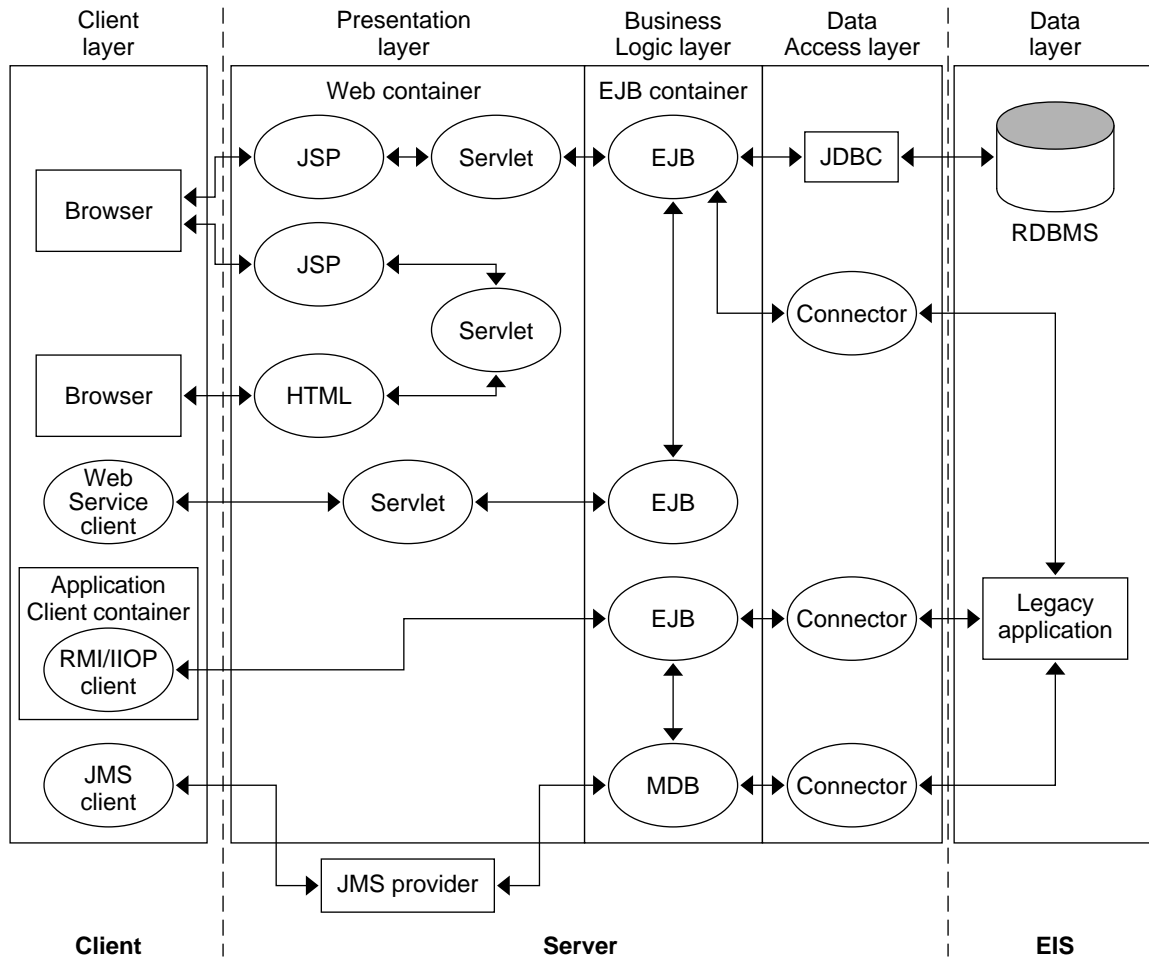 Client
layer
Presentation
layer
Business
Logic layer
Data
Access layer
Data
layer
Web container
EJB container
JSP
Servlet
EJB
JDBC
RDBMS
Browser
JSP
Servlet
Connector
Browser
HTML
Web
Service
client
Servlet
EJB
Application
Client container
RMI/IIOP
client
EJB
Connector
Legacy
application
JMS
client
MDB
Connector
JMS provider
Client
Server
EIS